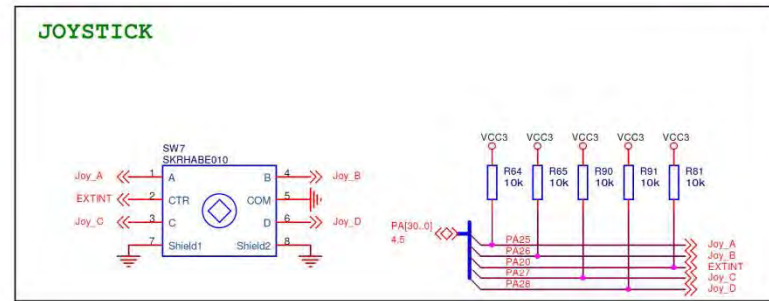 JOYSTICK
SW7
SKRHABE010
Joy_A 1 A B 4 Joy_B
EXTINT 2 CTR COM 5
Joy_C 3 C D 6 Joy_D
7 Shield1 Shield2 8
VCC3 VCC3 VCC3 VCC3 VCC3
R64 R65 R90 R91 R81
10k 10k 10k 10k 10k
PA[30..0]
4,5
PA25 Joy_A
PA26 Joy_B
PA20 EXTINT
PA27 Joy_C
PA28 Joy_D